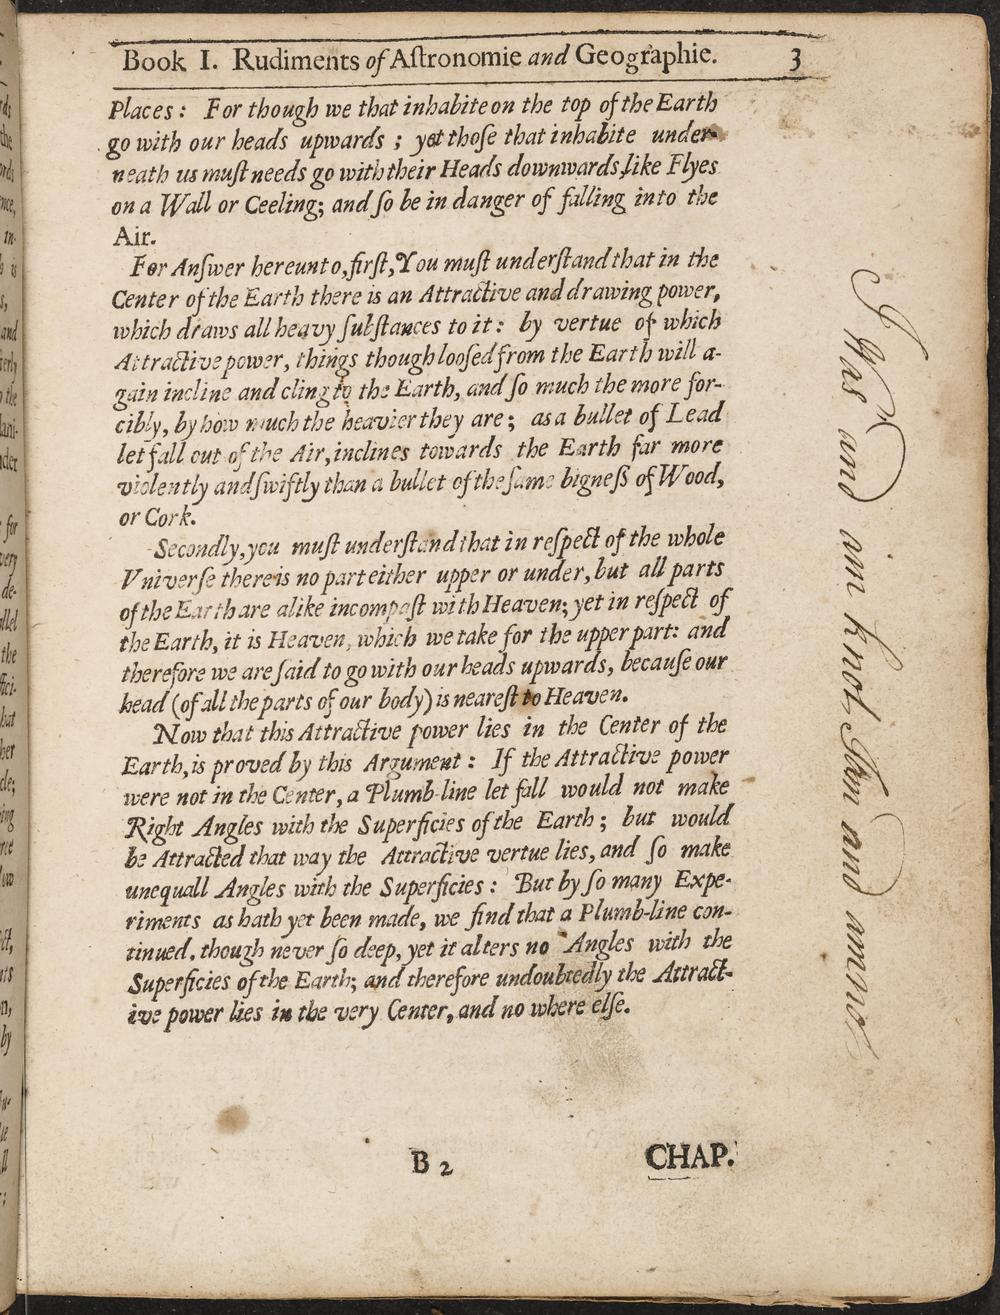 Book I. Rudiments of Aſtronomie and Geographie. 3
Places: For though we that inhabite on the top of the Earth
go with our heads upwards; yet thoſe that inhabite under-
neath us muſt needs go with their Heads downwards, like Flyes
on a Wall or Ceeling; and ſo be in danger of falling into the
Air.
For Anſwer hereunto, firſt, You muſt underſtand that in the
Center of the Earth there is an Attractive and drawing power,
which draws all heavy ſubſtances to it: by vertue of which
Attractive power, things though looſed from the Earth will a-
gain incline and cling to the Earth, and ſo much the more for-
cibly, by how much the heavier they are; as a bullet of Lead
let fall out of the Air, inclines towards the Earth far more
violently and ſwiftly than a bullet of the ſame bigneſs of Wood,
or Cork.
Secondly, you muſt underſtand that in reſpect of the whole
Univerſe there is no part either upper or under, but all parts
of the Earth are alike incompaſt with Heaven; yet in reſpect of
the Earth, it is Heaven, which we take for the upper part: and
therefore we are ſaid to go with our heads upwards, becauſe our
head (of all the parts of our body) is neareſt to Heaven.
Now that this Attractive power lies in the Center of the
Earth, is proved by this Argument: If the Attractive power
were not in the Center, a Plumb-line let fall would not make
Right Angles with the Superficies of the Earth; but would
be Attracted that way the Attractive vertue lies, and ſo make
unequall Angles with the Superficies: But by ſo many Expe-
riments as hath yet been made, we find that a Plumb-line con-
tinued, though never ſo deep, yet it alters no Angles with the
Superficies of the Earth; and therefore undoubtedly the Attract-
ive power lies in the very Center, and no where elſe.
B 2 CHAP.
I Was and am knot
and